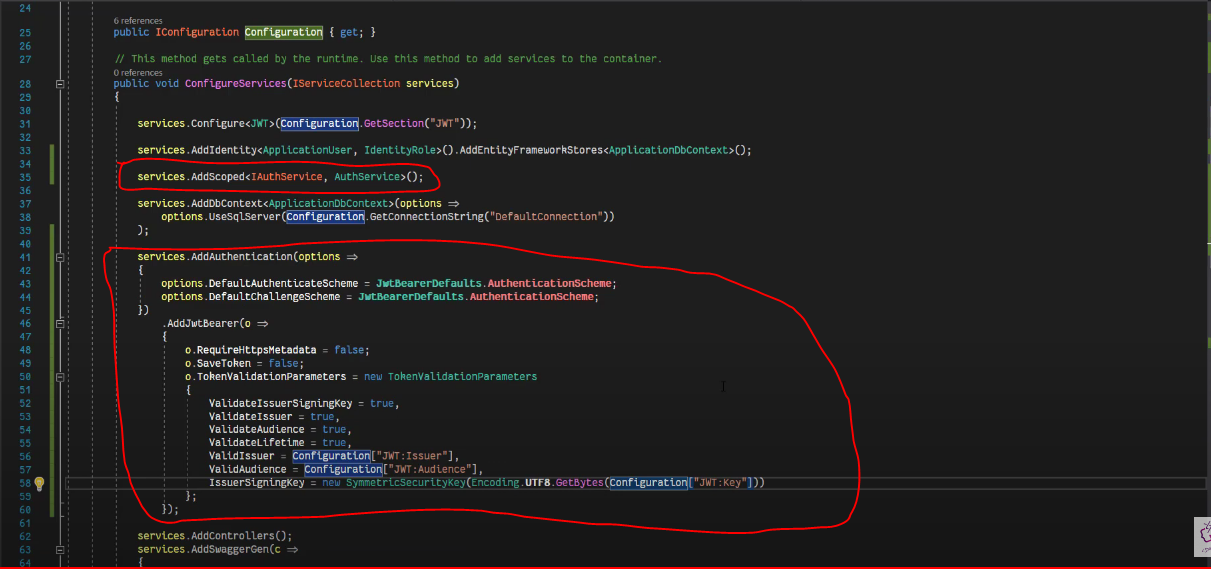 24
6 references
25 public IConfiguration Configuration { get; }
26
27 // This method gets called by the runtime. Use this method to add services to the container.
0 references
28 public void ConfigureServices(IServiceCollection services)
29 {
30
31 services.Configure<JWT>(Configuration.GetSection("JWT"));
32
33 services.AddIdentity<ApplicationUser, IdentityRole>().AddEntityFrameworkStores<ApplicationDbContext>();
34
35 services.AddScoped<IAuthService, AuthService>();
36
37 services.AddDbContext<ApplicationDbContext>(options =>
38 options.UseSqlServer(Configuration.GetConnectionString("DefaultConnection"))
39 );
40
41 services.AddAuthentication(options =>
42 {
43 options.DefaultAuthenticateScheme = JwtBearerDefaults.AuthenticationScheme;
44 options.DefaultChallengeScheme = JwtBearerDefaults.AuthenticationScheme;
45 })
46 .AddJwtBearer(o =>
47 {
48 o.RequireHttpsMetadata = false;
49 o.SaveToken = false;
50 o.TokenValidationParameters = new TokenValidationParameters
51 {
52 ValidateIssuerSigningKey = true,
53 ValidateIssuer = true,
54 ValidateAudience = true,
55 ValidateLifetime = true,
56 ValidIssuer = Configuration["JWT:Issuer"],
57 ValidAudience = Configuration["JWT:Audience"],
58 IssuerSigningKey = new SymmetricSecurityKey(Encoding.UTF8.GetBytes(Configuration["JWT:Key"]))
59 };
60 });
61
62 services.AddControllers();
63 services.AddSwaggerGen(c =>
64 {